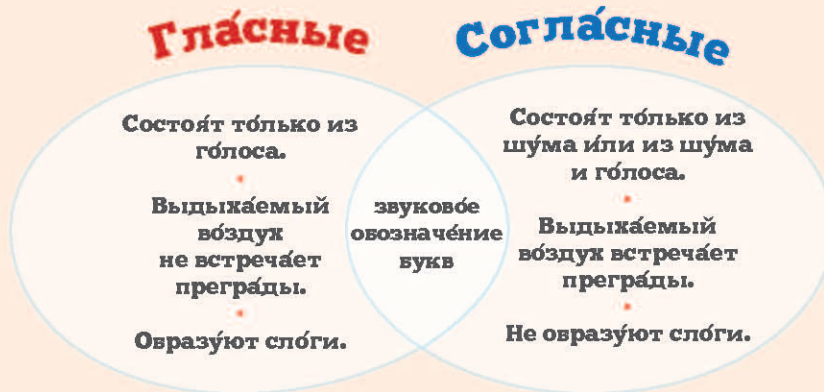 Гла́сные
Согла́сные
Состоя́т то́лько из
го́лоса.
Выдыха́емый
во́здух
не встреча́ет
прегра́ды.
Образу́ют сло́ги.
звуково́е
обозначе́ние
букв
Состоя́т то́лько из
шу́ма и́ли из шу́ма
и го́лоса.
Выдыха́емый
во́здух встреча́ет
прегра́ды.
Не образу́ют сло́ги.